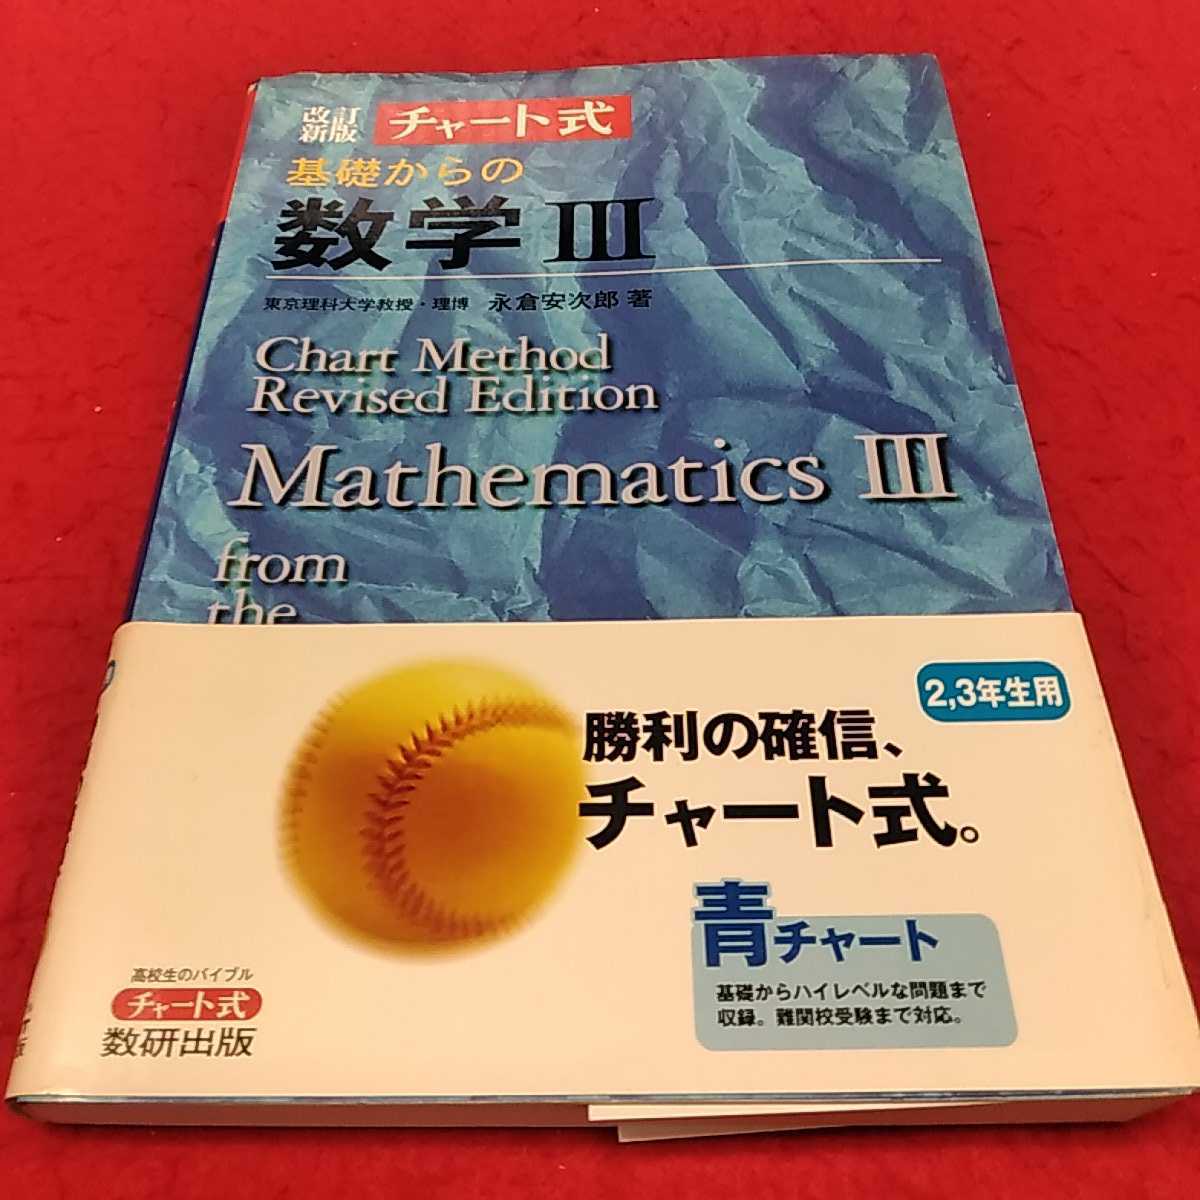 改訂
新版
チャート式
基礎からの
数学 III
東京理科大学教授・理博 永倉安次郎 著
Chart Method
Revised Edition
Mathematics III
from
the
2,3年生用
勝利の確信、
チャート式。
青チャート
基礎からハイレベルな問題まで
収録。難関校受験まで対応。
高校生のバイブル
チャート式
数研出版